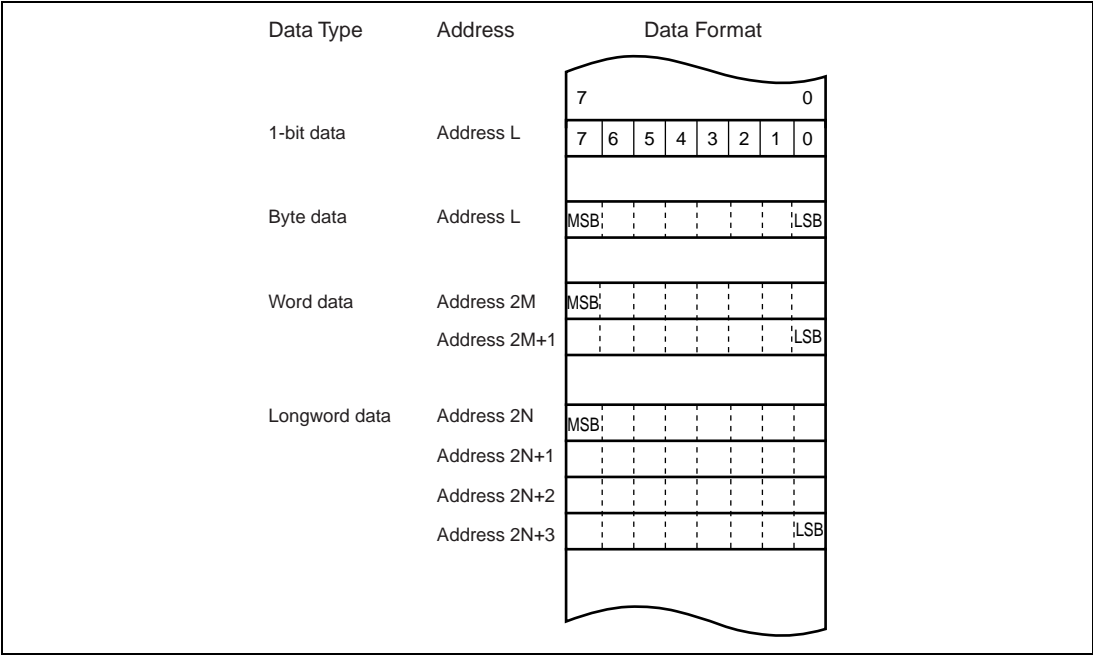 Data Type Address Data Format
7 0
1-bit data Address L 7 6 5 4 3 2 1 0
Byte data Address L MSB LSB
Word data Address 2M MSB
Address 2M+1 LSB
Longword data Address 2N MSB
Address 2N+1
Address 2N+2
Address 2N+3 LSB